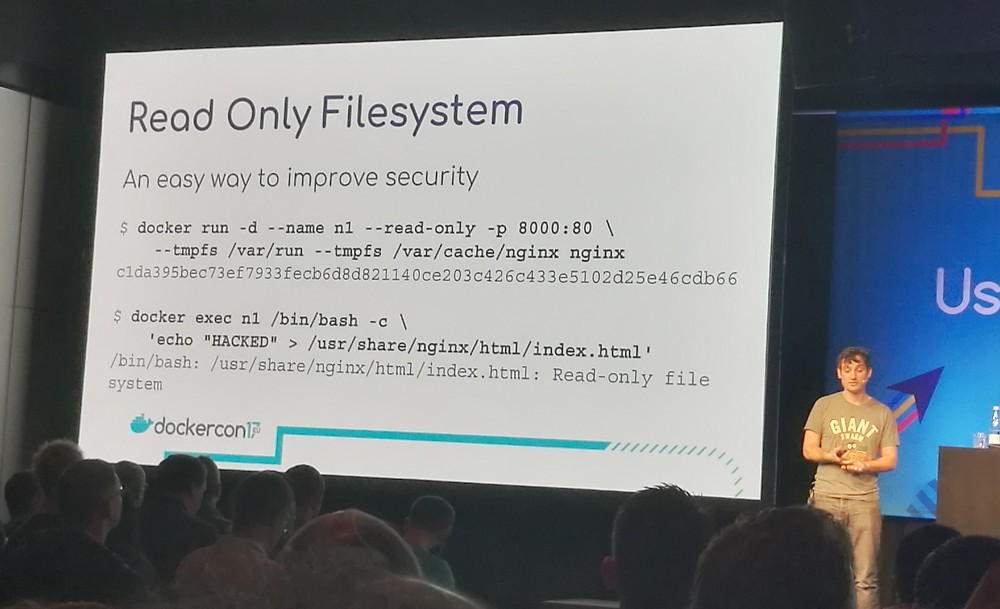 Read Only Filesystem
An easy way to improve security
$ docker run -d --name n1 --read-only -p 8000:80 \
--tmpfs /var/run --tmpfs /var/cache/nginx nginx
c1da395bec73ef7933fecb6d8d821140ce203c426c433e5102d25e46cdb66
$ docker exec n1 /bin/bash -c \
'echo "HACKED" > /usr/share/nginx/html/index.html'
/bin/bash: /usr/share/nginx/html/index.html: Read-only file
system
dockercon17 EU
Us
GIANT
SWARM